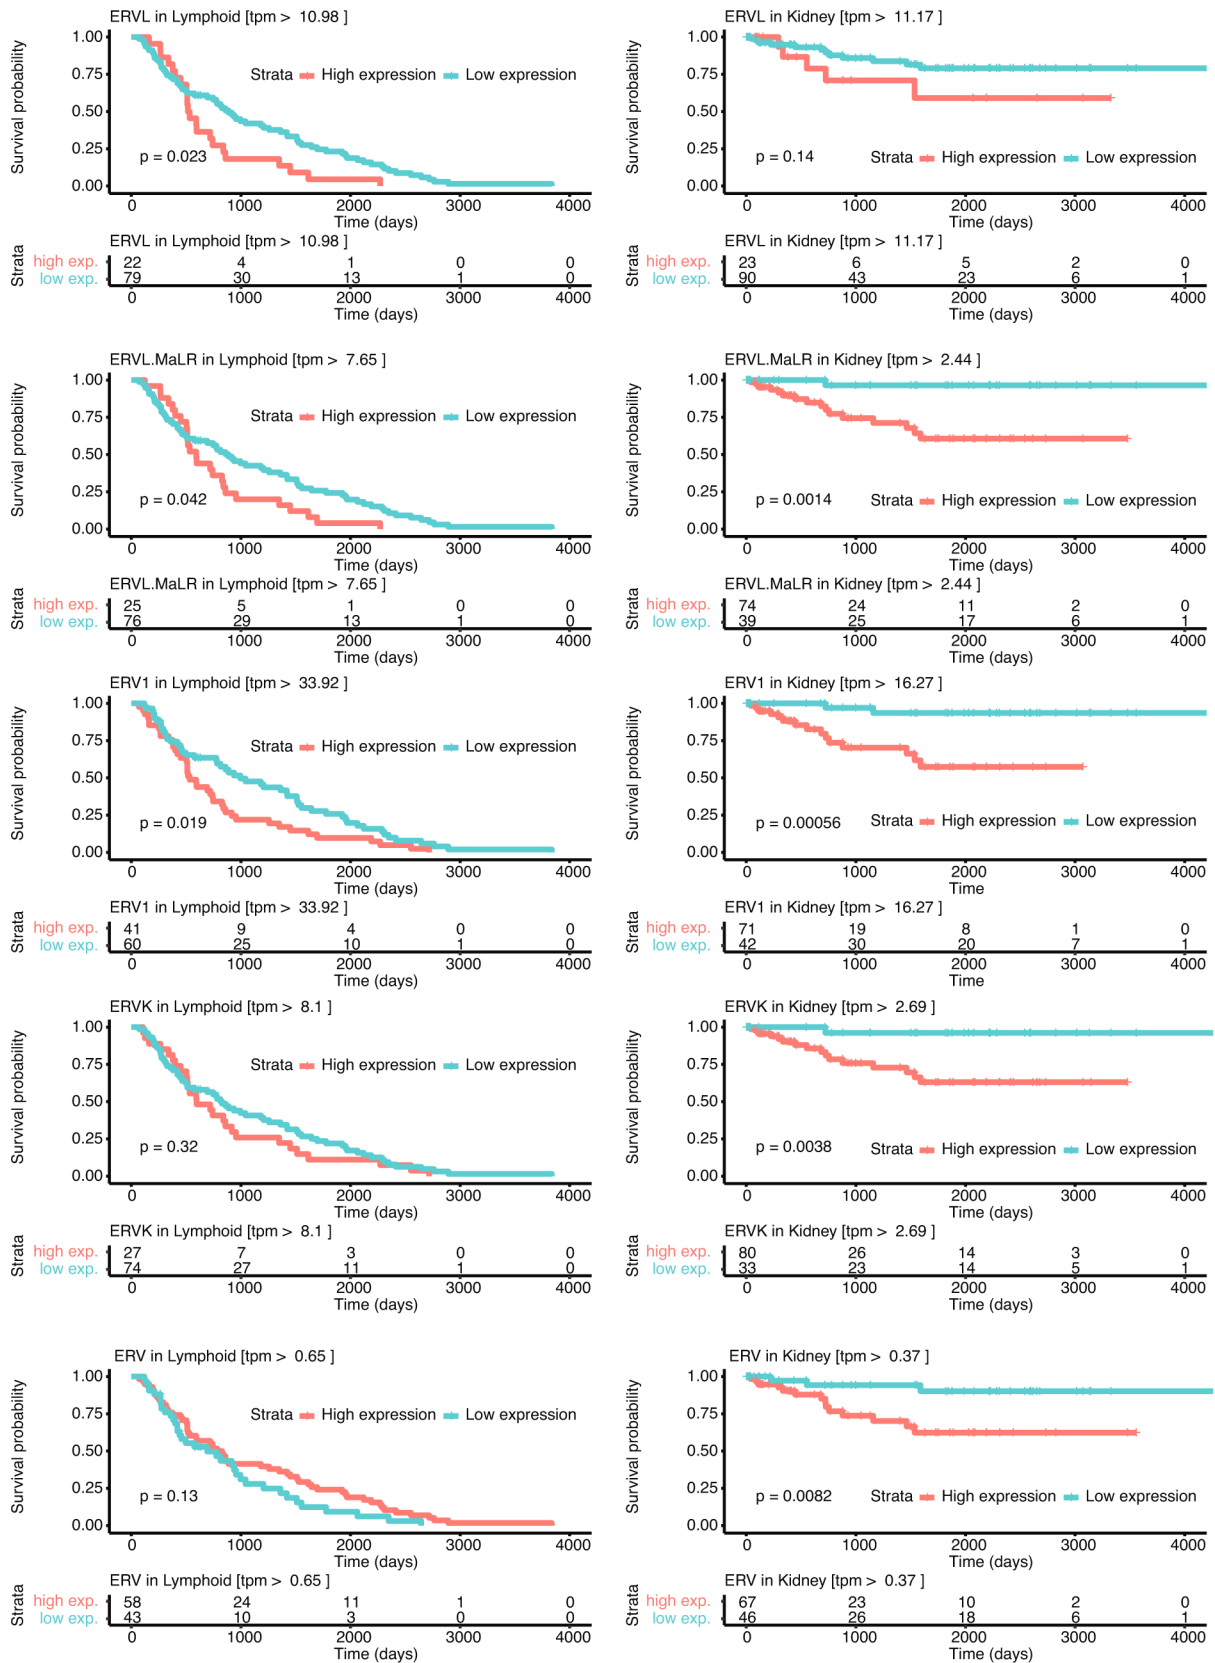 ERVL in Lymphoid [tpm > 10.98 ]
Survival probability
1.00
0.75
0.50
0.25
0.00
Strata High expression Low expression
p = 0.023
0 1000 2000 3000 4000
Time (days)
ERVL in Lymphoid [tpm > 10.98 ]
Strata
high exp. 22 4 1 0 0
low exp. 79 30 13 1 0
0 1000 2000 3000 4000
Time (days)
ERVL in Kidney [tpm > 11.17 ]
Survival probability
1.00
0.75
0.50
0.25
0.00
p = 0.14 Strata High expression Low expression
0 1000 2000 3000 4000
Time (days)
ERVL in Kidney [tpm > 11.17 ]
Strata
high exp. 23 6 5 2 0
low exp. 90 43 23 6 1
0 1000 2000 3000 4000
Time (days)
ERVL.MaLR in Lymphoid [tpm > 7.65 ]
Survival probability
1.00
0.75
0.50
0.25
0.00
Strata High expression Low expression
p = 0.042
0 1000 2000 3000 4000
Time (days)
ERVL.MaLR in Lymphoid [tpm > 7.65 ]
Strata
high exp. 25 5 1 0 0
low exp. 76 29 13 1 0
0 1000 2000 3000 4000
Time (days)
ERVL.MaLR in Kidney [tpm > 2.44 ]
Survival probability
1.00
0.75
0.50
0.25
0.00
p = 0.0014 Strata High expression Low expression
0 1000 2000 3000 4000
Time (days)
ERVL.MaLR in Kidney [tpm > 2.44 ]
Strata
high exp. 74 24 11 2 0
low exp. 39 25 17 6 1
0 1000 2000 3000 4000
Time (days)
ERV1 in Lymphoid [tpm > 33.92 ]
Survival probability
1.00
0.75
0.50
0.25
0.00
Strata High expression Low expression
p = 0.019
0 1000 2000 3000 4000
Time (days)
ERV1 in Lymphoid [tpm > 33.92 ]
Strata
high exp. 41 9 4 0 0
low exp. 60 25 10 1 0
0 1000 2000 3000 4000
Time (days)
ERV1 in Kidney [tpm > 16.27 ]
Survival probability
1.00
0.75
0.50
0.25
0.00
p = 0.00056 Strata High expression Low expression
0 1000 2000 3000 4000
Time
ERV1 in Kidney [tpm > 16.27 ]
Strata
high exp. 71 19 8 1 0
low exp. 42 30 20 7 1
0 1000 2000 3000 4000
Time
ERVK in Lymphoid [tpm > 8.1 ]
Survival probability
1.00
0.75
0.50
0.25
0.00
Strata High expression Low expression
p = 0.32
0 1000 2000 3000 4000
Time (days)
ERVK in Lymphoid [tpm > 8.1 ]
Strata
high exp. 27 7 3 0 0
low exp. 74 27 11 1 0
0 1000 2000 3000 4000
Time (days)
ERVK in Kidney [tpm > 2.69 ]
Survival probability
1.00
0.75
0.50
0.25
0.00
p = 0.0038 Strata High expression Low expression
0 1000 2000 3000 4000
Time (days)
ERVK in Kidney [tpm > 2.69 ]
Strata
high exp. 80 26 14 3 0
low exp. 33 23 14 5 1
0 1000 2000 3000 4000
Time (days)
ERV in Lymphoid [tpm > 0.65 ]
Survival probability
1.00
0.75
0.50
0.25
0.00
Strata High expression Low expression
p = 0.13
0 1000 2000 3000 4000
Time (days)
ERV in Lymphoid [tpm > 0.65 ]
Strata
high exp. 58 24 11 1 0
low exp. 43 10 3 0 0
0 1000 2000 3000 4000
Time (days)
ERV in Kidney [tpm > 0.37 ]
Survival probability
1.00
0.75
0.50
0.25
0.00
p = 0.0082 Strata High expression Low expression
0 1000 2000 3000 4000
Time (days)
ERV in Kidney [tpm > 0.37 ]
Strata
high exp. 67 23 10 2 0
low exp. 46 26 18 6 1
0 1000 2000 3000 4000
Time (days)